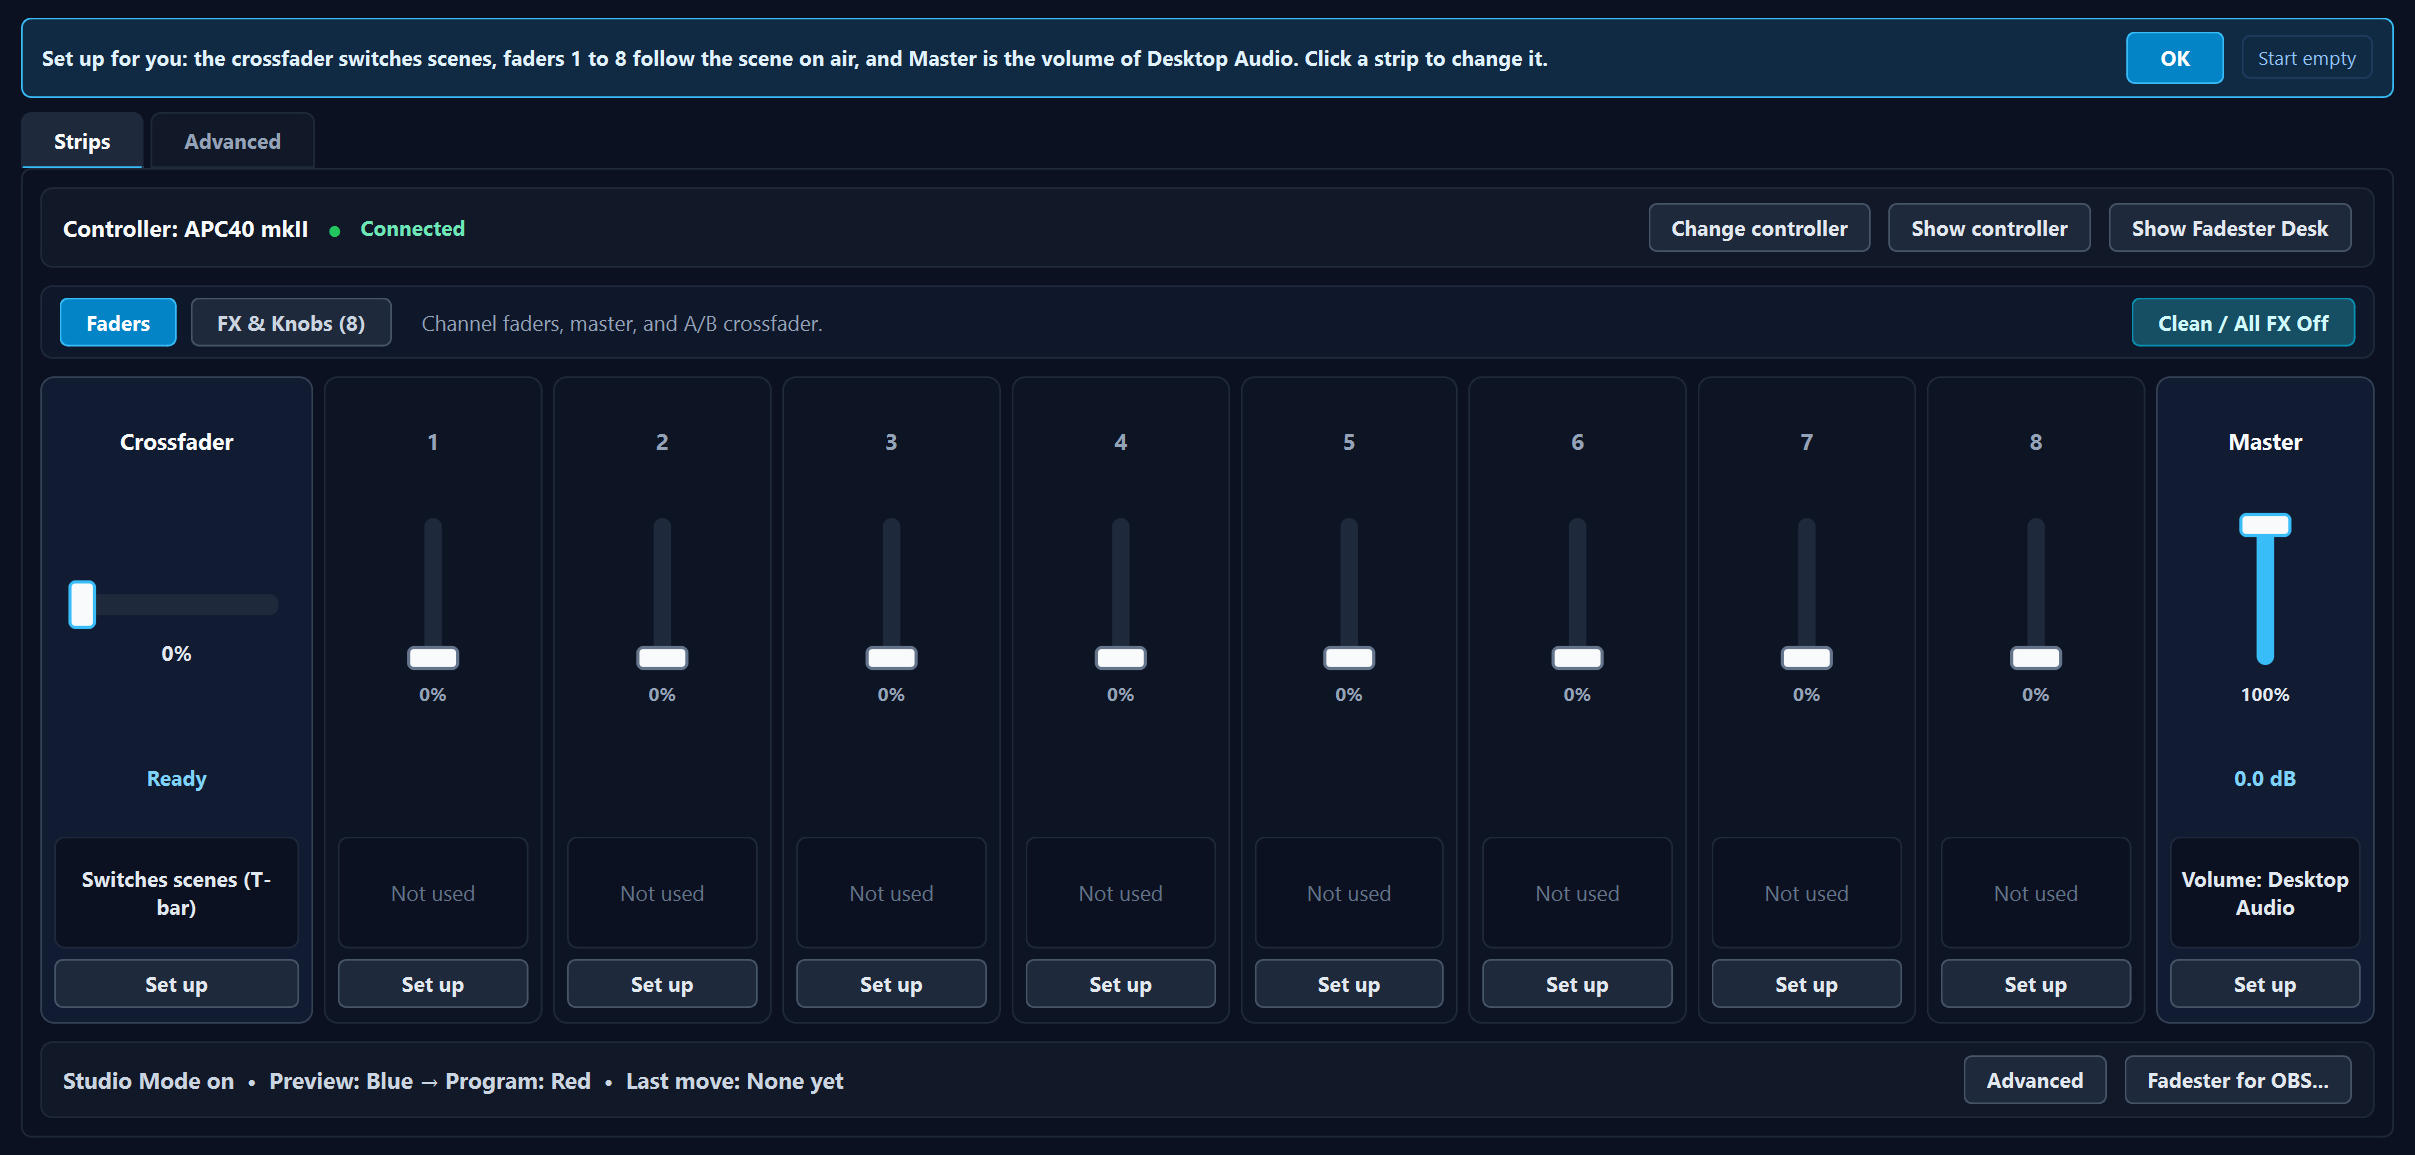 Set up for you: the crossfader switches scenes, faders 1 to 8 follow the scene on air, and Master is the volume of Desktop Audio. Click a strip to change it.
OK
Start empty
Strips
Advanced
Controller: APC40 mkII
Connected
Change controller
Show controller
Show Fadester Desk
Faders
FX & Knobs (8)
Channel faders, master, and A/B crossfader.
Clean / All FX Off
Crossfader
0%
Ready
Switches scenes (T-
bar)
Set up
1
0%
Not used
Set up
2
0%
Not used
Set up
3
0%
Not used
Set up
4
0%
Not used
Set up
5
0%
Not used
Set up
6
0%
Not used
Set up
7
0%
Not used
Set up
8
0%
Not used
Set up
Master
100%
0.0 dB
Volume: Desktop
Audio
Set up
Studio Mode on • Preview: Blue → Program: Red • Last move: None yet
Advanced
Fadester for OBS...